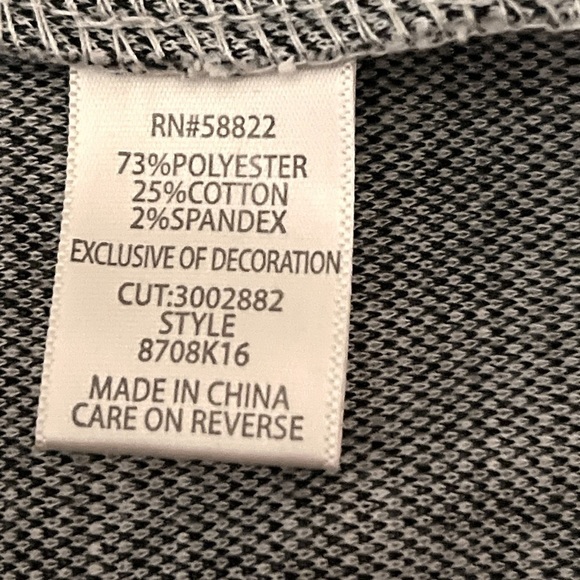 RN#58822
73%POLYESTER
25%COTTON
2%SPANDEX
EXCLUSIVE OF DECORATION
CUT:3002882
STYLE
8708K16
MADE IN CHINA
CARE ON REVERSE